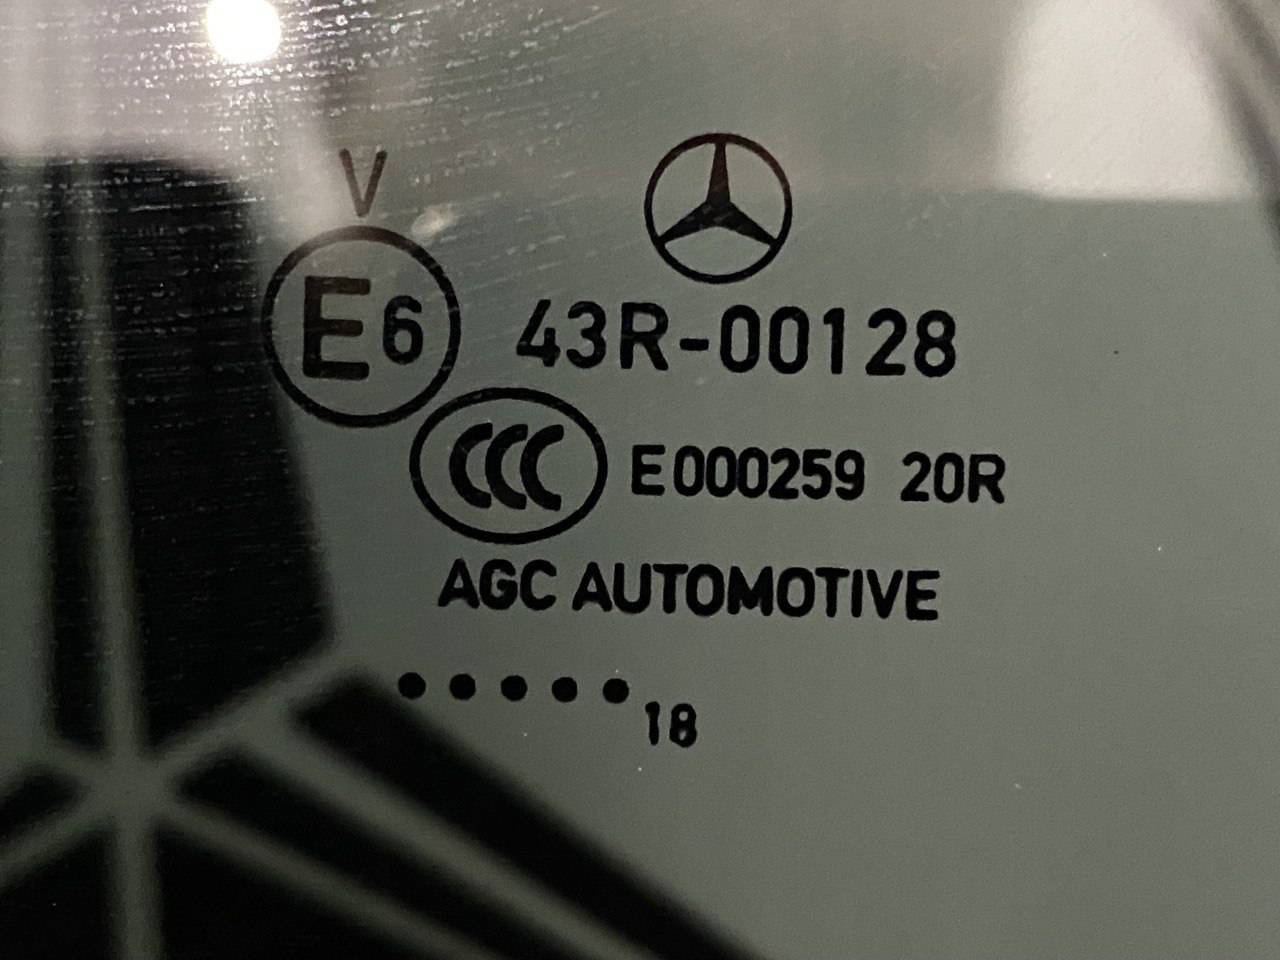 V
E6 43R-00128
CCC E000259 20R
AGC AUTOMOTIVE
●●●●● 18